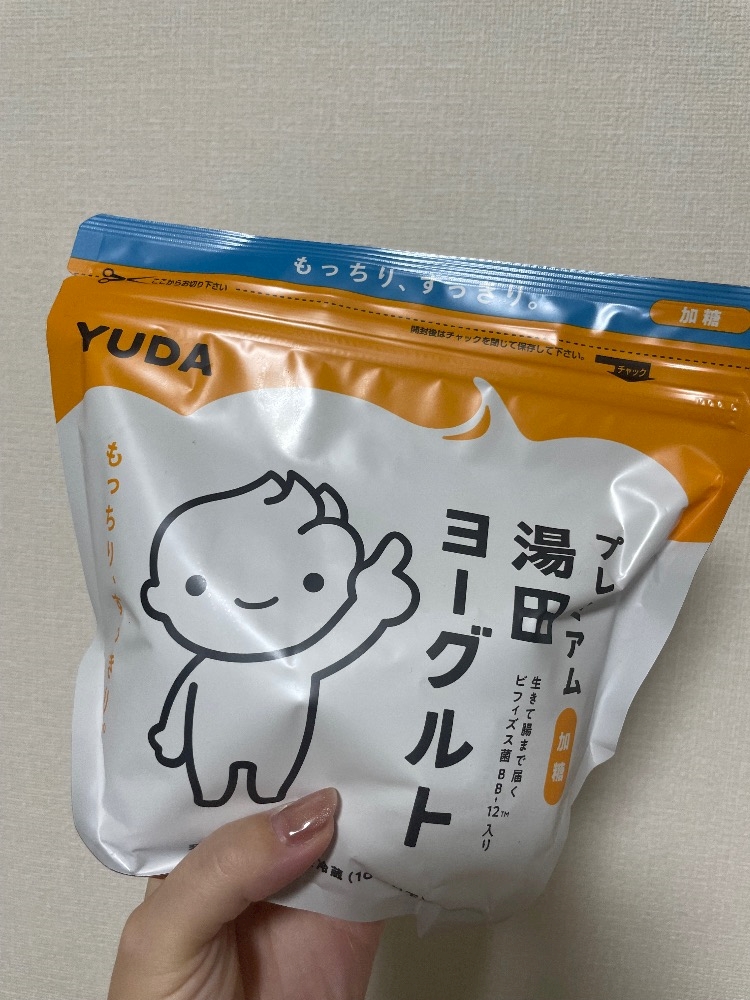 もっちり、すっきり。
加糖
ここからお切り下さい
開封後はチャックを閉じて保存して下さい。
チャック
YUDA
プレミアム
湯田
ヨーグルト
加糖
生きて腸まで届く
ビフィズス菌BB-12™入り
もっちり、すっきり。
冷蔵(10